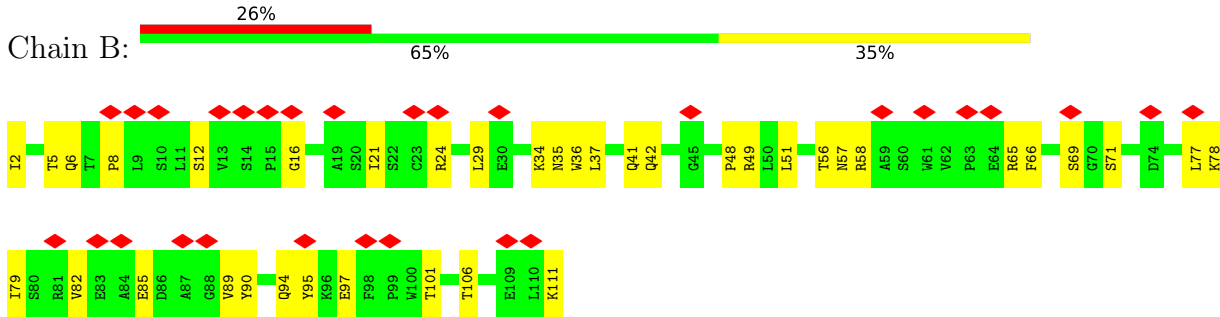 26%
Chain B:
65% 35%
I2 T5 Q6 T7 P8 L9 S10 L11 S12 V13 S14 P15 G16 A19 S20 I21 S22 C23 R24 L29 E30 K34 N35 W36 L37 Q41 Q42 G45 P48 R49 L50 L51 T56 N57 R58 A59 S60 W61 V62 P63 E64 R65 F66 S69 G70 S71 D74 L77 K78
I79 S80 R81 V82 E83 A84 E85 D86 A87 G88 V89 Y90 Q94 Y95 K96 E97 F98 P99 W100 T101 T106 E109 L110 K111